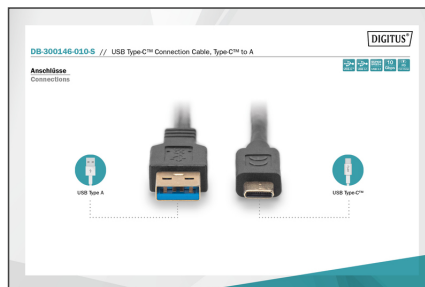 DIGITUS®
DB-300146-010-S // USB Type-C™ Connection Cable, Type-C™ to A
Anschlüsse
Connections
10
USB Type A
USB Type-C™